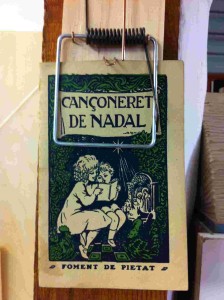 CANÇONERET
DE NADAL
FOMENT DE PIETAT